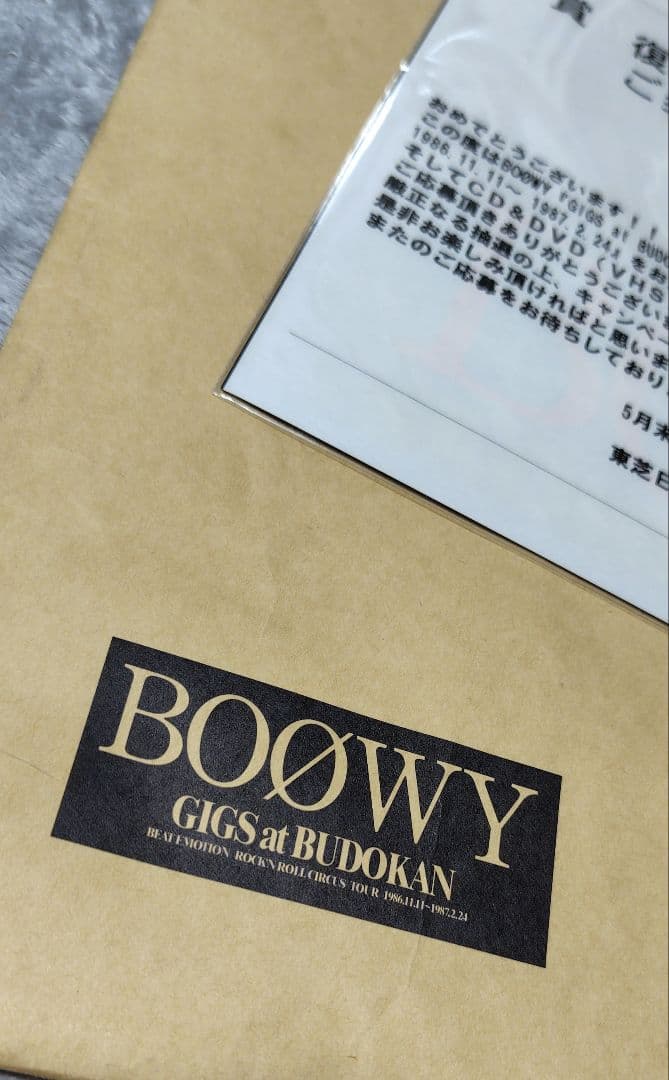 賞 復
ご
おめでとうございます!!
この度はBOØWY「GIGS at BUDO
1986.11.11～ 1987.2.24」をお
そしてCD&DVD(VHS
ご応募頂きありがとうござい
厳正なる抽選の上、キャンペ
是非お楽しみ頂ければと思いま
またのご応募をお待ちしており
5月末
東芝
BOØWY
GIGS at BUDOKAN
BEAT EMOTION ROCK'N ROLL CIRCUS TOUR 1986.11.11~1987.2.24